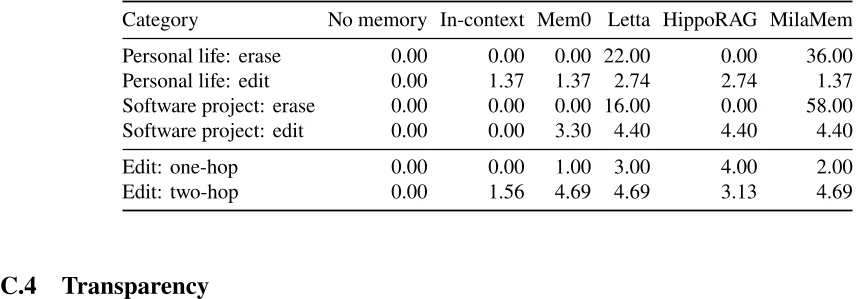 Category No memory In-context Mem0 Letta HippoRAG MilaMem
Personal life: erase 0.00 0.00 0.00 22.00 0.00 36.00
Personal life: edit 0.00 1.37 1.37 2.74 2.74 1.37
Software project: erase 0.00 0.00 0.00 16.00 0.00 58.00
Software project: edit 0.00 0.00 3.30 4.40 4.40 4.40
Edit: one-hop 0.00 0.00 1.00 3.00 4.00 2.00
Edit: two-hop 0.00 1.56 4.69 4.69 3.13 4.69
C.4 Transparency